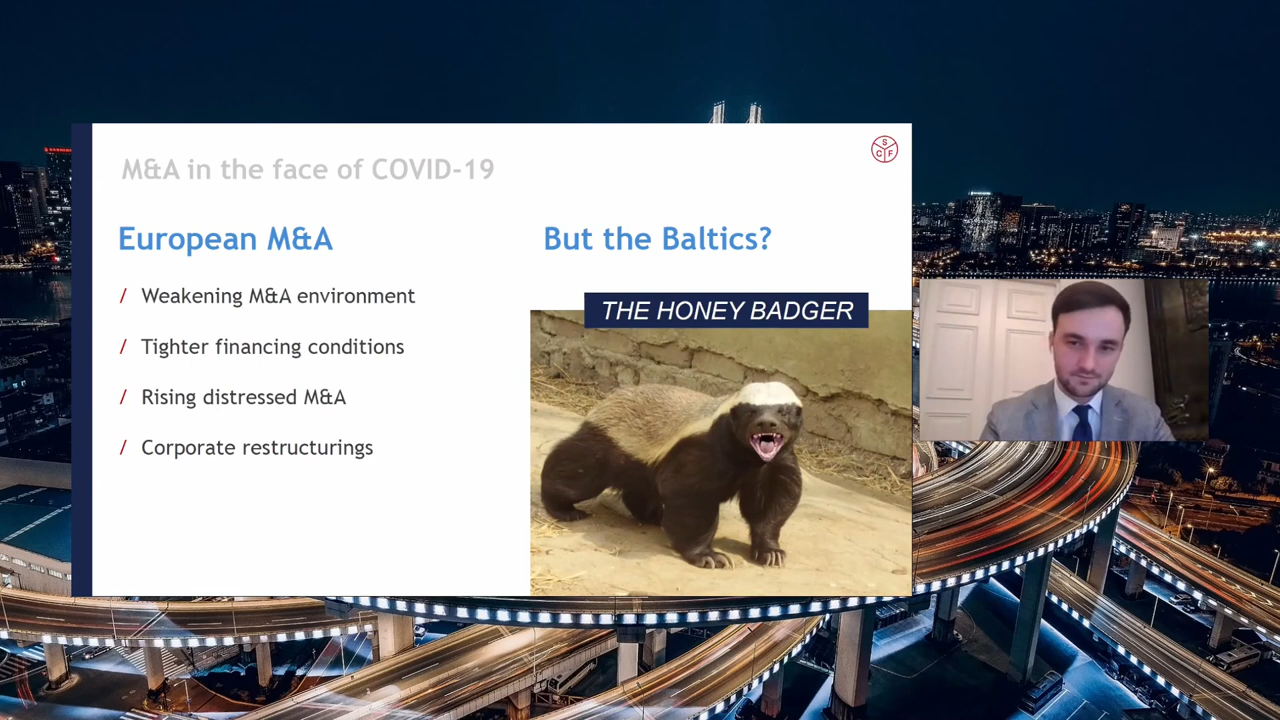 M&A in the face of COVID-19
S
C F
European M&A
/ Weakening M&A environment
/ Tighter financing conditions
/ Rising distressed M&A
/ Corporate restructurings
But the Baltics?
THE HONEY BADGER